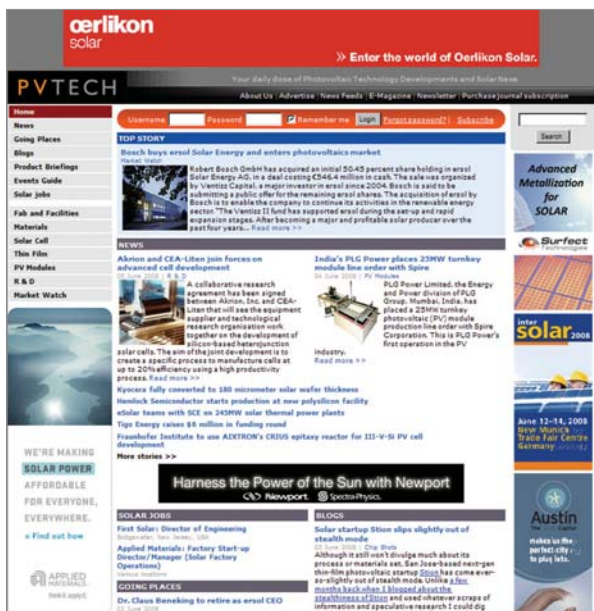 œrlikon
solar
» Enter the world of Oerlikon Solar.
PVTECH
Your daily dose of Photovoltaic Technology Developments and Solar News
About Us | Advertise | News Feeds | E-Magazine | Newsletter | Purchase journal subscription
Home
News
Going Places
Blogs
Product Briefings
Events Guide
Solar jobs
Fab and Facilities
Materials
Solar Cell
Thin Film
PV Modules
R & D
Market Watch
WE'RE MAKING
SOLAR POWER
AFFORDABLE
FOR EVERYONE,
EVERYWHERE.
» Find out how
APPLIED
MATERIALS
think it. apply it.
Username
Password
Remember me
Login
Forgot password? |
Subscribe
TOP STORY
Bosch buys ersol Solar Energy and enters photovoltaics market
Market Watch
Robert Bosch GmbH has acquired an initial 50.45 percent share holding in ersol
Solar Energy AG, in a deal costing €546.4 million in cash. The sale was organized
by Ventizz Capital, a major investor in ersol since 2004. Bosch is said to be
submitting a public offer for the remaining ersol shares. The acquisition of ersol by
Bosch is to enable the company to continue its activities in the renewable energy
sector. "The Ventizz II fund has supported ersol during the set-up and rapid
expansion stages. After becoming a major and profitable solar producer over the
past four years... Read more >>
NEWS
Akrion and CEA-Liten join forces on
advanced cell development
05 June 2008 | R & D
A collaborative research
agreement has been signed
between Akrion, Inc. and CEA-
Liten that will see the equipment
supplier and technological
research organisation work
together on the development of
silicon-based heterojunction
solar cells. The aim of the joint development is to
create a specific process to manufacture cells at
up to 20% efficiency using a high productivity
process. Read more >>
India's PLG Power places 25MW turnkey
module line order with Spire
04 June 2008 | PV Modules
PLG Power Limited, the Energy
and Power division of PLG
Group, Mumbai, India, has
placed a 25MW turnkey
photovoltaic (PV) module
production line order with Spire
Corporation. This is PLG Power's
first operation in the PV
industry.
Read more >>
Kyocera fully converted to 180 micrometer solar wafer thickness
Hemlock Semiconductor starts production at new polysilicon facility
eSolar teams with SCE on 245MW solar thermal power plants
Tigo Energy raises $6 million in funding round
Fraunhofer Institute to use AIXTRON's CRIUS epitaxy reactor for III-V-Si PV cell
development
More stories >>
Harness the Power of the Sun with Newport
Newport. Spectra-Physics.
SOLAR JOBS
First Solar: Director of Engineering
Bridgewater, New Jersey, USA
Applied Materials: Factory Start-up
Director/Manager (Solar Factory
Operations)
Various locations
GOING PLACES
Dr. Claus Beneking to retire as ersol CEO
BLOGS
Solar startup Stion slips slightly out of
stealth mode
03 June 2008 | Chip Shots
Although it still won't divulge much about its
process or materials set, San Jose-based next-gen
thin-film photovoltaic startup Stion has come ever-
so-slightly out of stealth mode. Unlike a few
months back when I blogged about the
stealthiness of Stion and used whatever scraps of
information and speculative research I could dig
Search
Advanced
Metallization
for
SOLAR
Surfect
Technologies
inter
solar 2008
June 12–14, 2008
New Munich
Trade Fair Centre
Germany
Austin
makes us the
perfect city
to plug into.